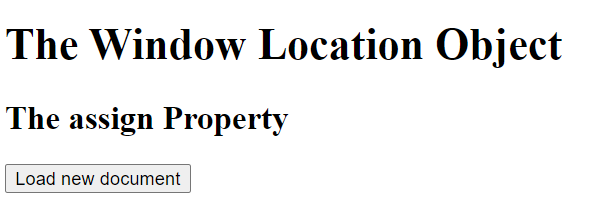 The Window Location Object
The assign Property
Load new document